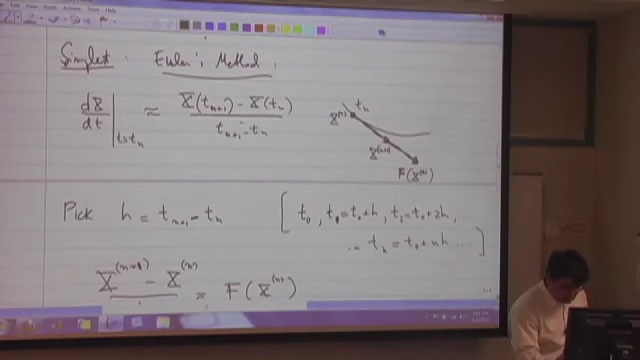 Simplest: Euler's Method:
dX/dt |t=tn ≈ X(tn+1) - X(tn) / tn+1 - tn
tn
X(n)
X(n+1)
F(X(n))
Pick h = tn+1 - tn [ t0, t1 = t0+h, t2 = t0+2h, ...
... tn = t0 + nh ... ]
X(n+1) - X(n) = F(X(n))